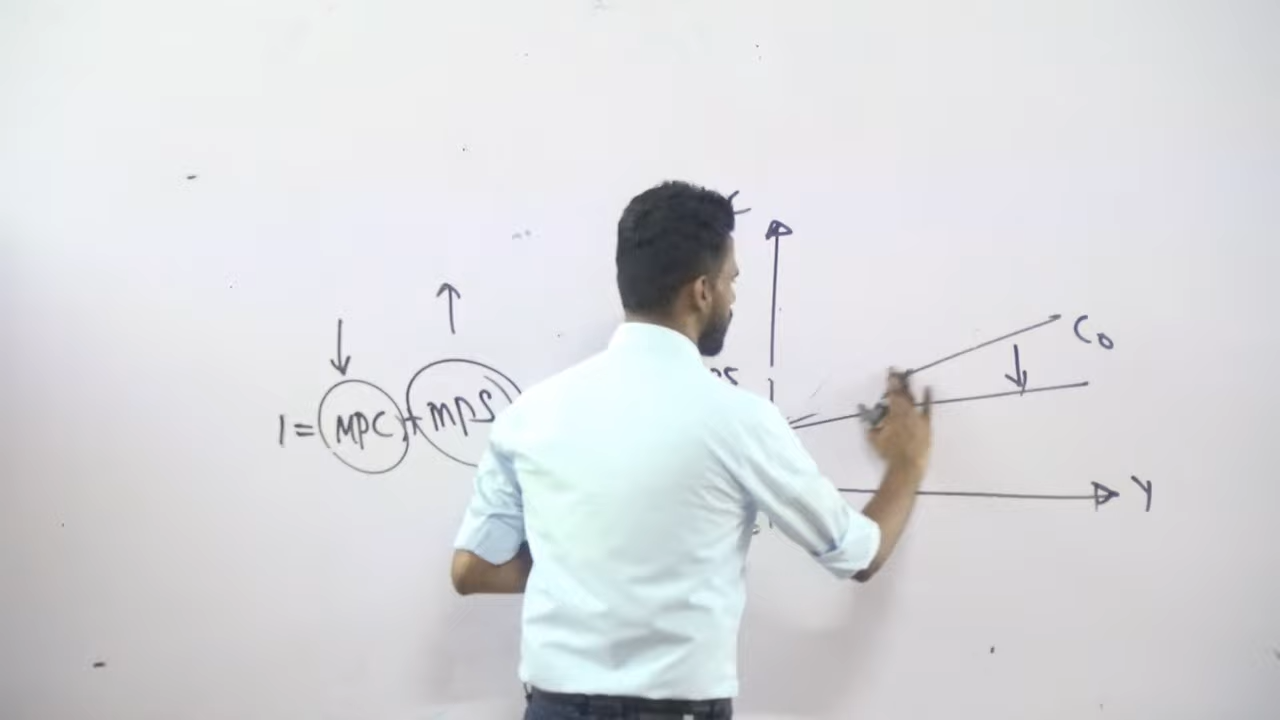 1 = MPC + MPS
C₀
Y